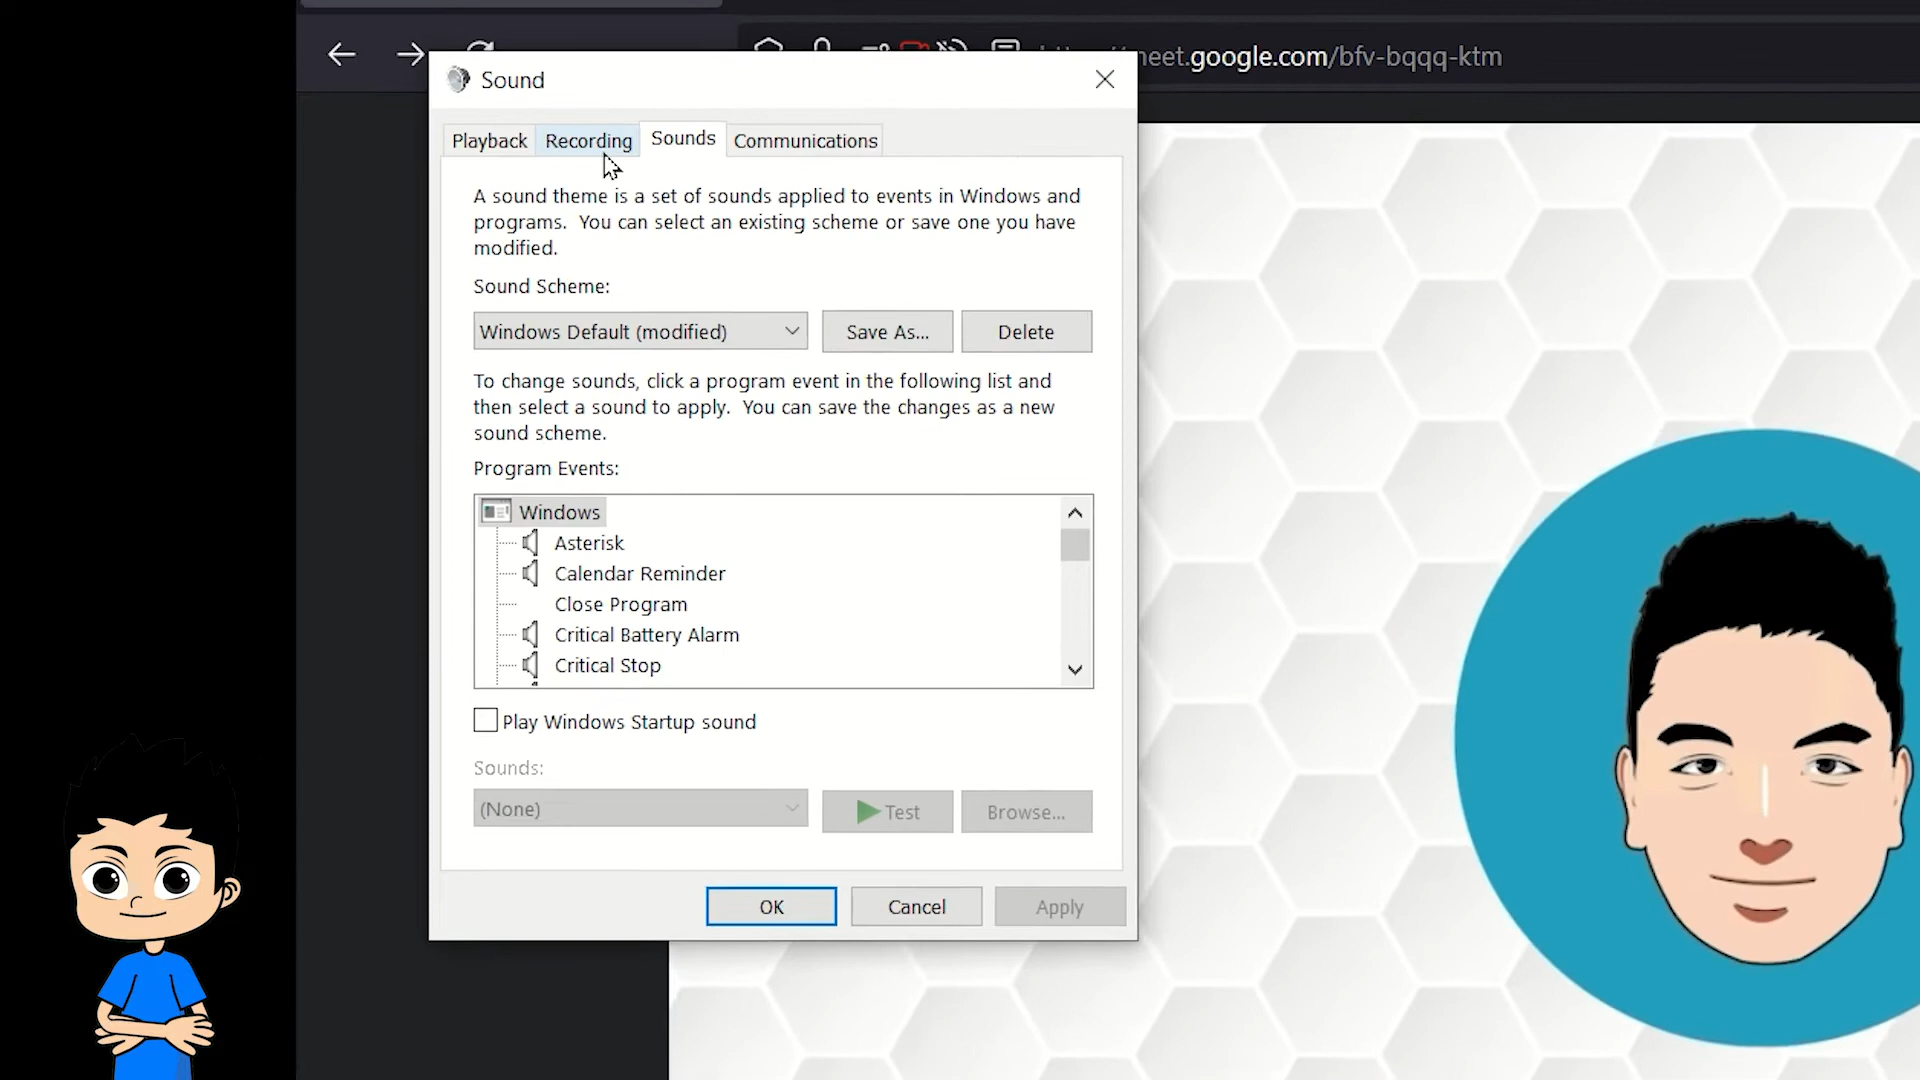 meet.google.com/bfv-bqqq-ktm
Sound
Playback
Recording
Sounds
Communications
A sound theme is a set of sounds applied to events in Windows and
programs. You can select an existing scheme or save one you have
modified.
Sound Scheme:
Windows Default (modified)
Save As...
Delete
To change sounds, click a program event in the following list and
then select a sound to apply. You can save the changes as a new
sound scheme.
Program Events:
Windows
Asterisk
Calendar Reminder
Close Program
Critical Battery Alarm
Critical Stop
Play Windows Startup sound
Sounds:
(None)
Test
Browse...
OK
Cancel
Apply